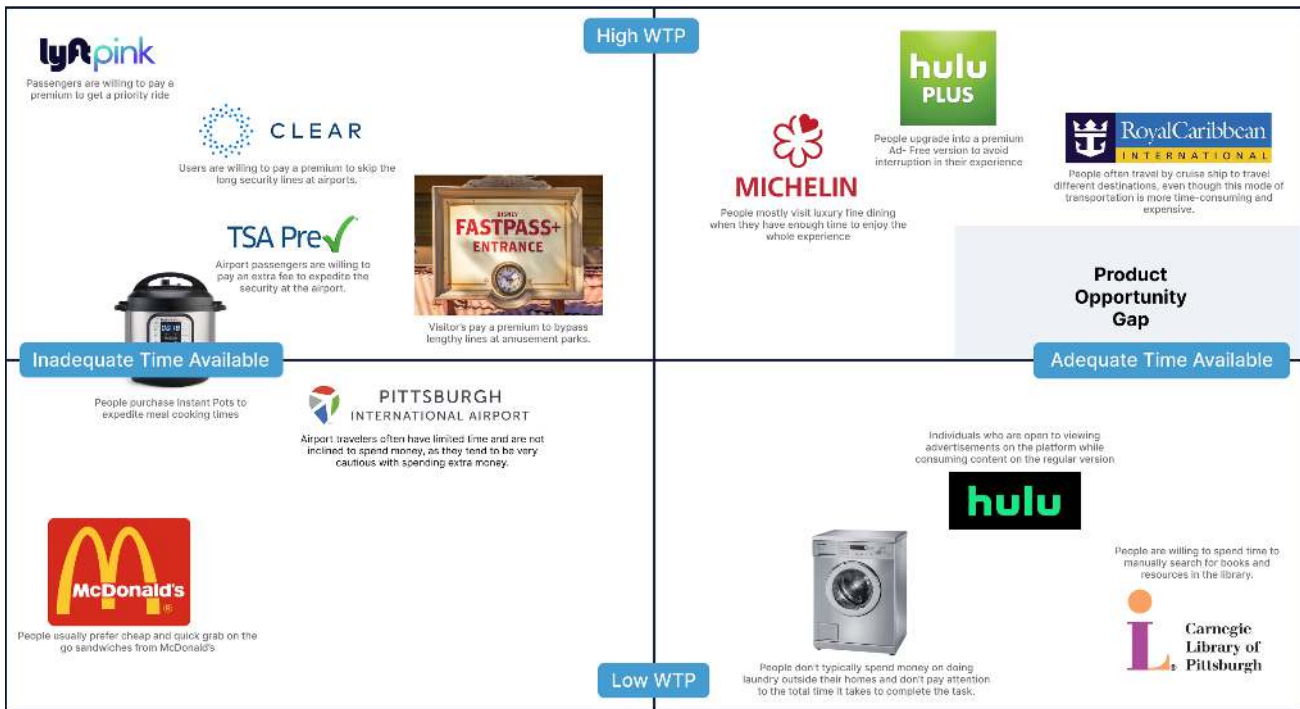 High WTP
lyft pink
Passengers are willing to pay a
premium to get a priority ride
CLEAR
Users are willing to pay a premium to skip the
long security lines at airports.
TSA Pre
Airport passengers are willing to
pay an extra fee to expedite the
security at the airport.
DISNEY
FASTPASS+
ENTRANCE
Visitor's pay a premium to bypass
lengthy lines at amusement parks.
hulu
PLUS
People upgrade into a premium
Ad- Free version to avoid
interruption in their experience
MICHELIN
People mostly visit luxury fine dining
when they have enough time to enjoy the
whole experience
RoyalCaribbean
INTERNATIONAL
People often travel by cruise ship to travel
different destinations, even though this mode of
transportation is more time-consuming and
expensive.
Product
Opportunity
Gap
Inadequate Time Available
Adequate Time Available
People purchase Instant Pots to
expedite meal cooking times
PITTSBURGH
INTERNATIONAL AIRPORT
Airport travelers often have limited time and are not
inclined to spend money, as they tend to be very
cautious with spending extra money.
McDonald's
®
People usually prefer cheap and quick grab on the
go sandwiches from McDonald's
Individuals who are open to viewing
advertisements on the platform while
consuming content on the regular version
hulu
People don't typically spend money on doing
laundry outside their homes and don't pay attention
to the total time it takes to complete the task.
People are willing to spend time to
manually search for books and
resources in the library.
Carnegie
Library of
Pittsburgh
Low WTP